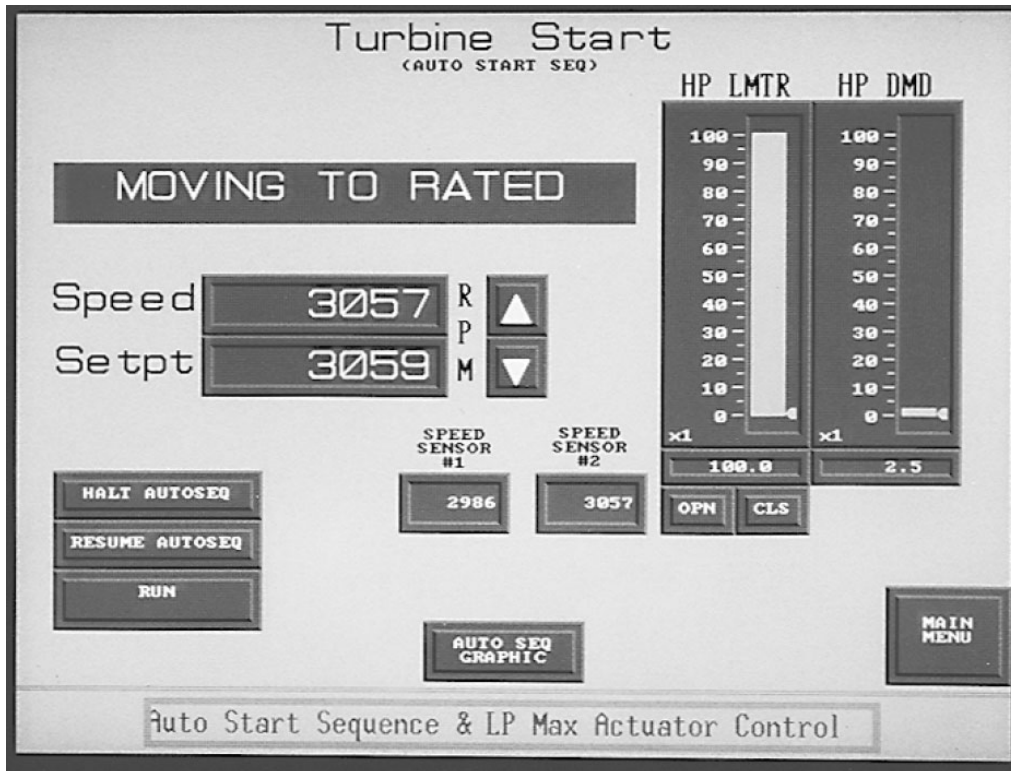 Turbine Start
(AUTO START SEQ)
HP LMTR HP DMD
MOVING TO RATED
100 100
90 90
80 80
70 70
60 60
50 50
40 40
30 30
20 20
10 10
0 0
x1 x1
100.0 2.5
OPN CLS
Speed 3057
Setpt 3059
RPM
SPEED SENSOR #1
2986
SPEED SENSOR #2
3057
HALT AUTOSEQ
RESUME AUTOSEQ
RUN
AUTO SEQ
GRAPHIC
MAIN
MENU
Auto Start Sequence & LP Max Actuator Control